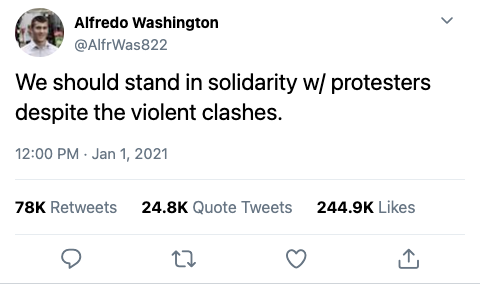 Alfredo Washington
@AlfrWas822
We should stand in solidarity w/ protesters
despite the violent clashes.
12:00 PM · Jan 1, 2021
78K Retweets 24.8K Quote Tweets 244.9K Likes